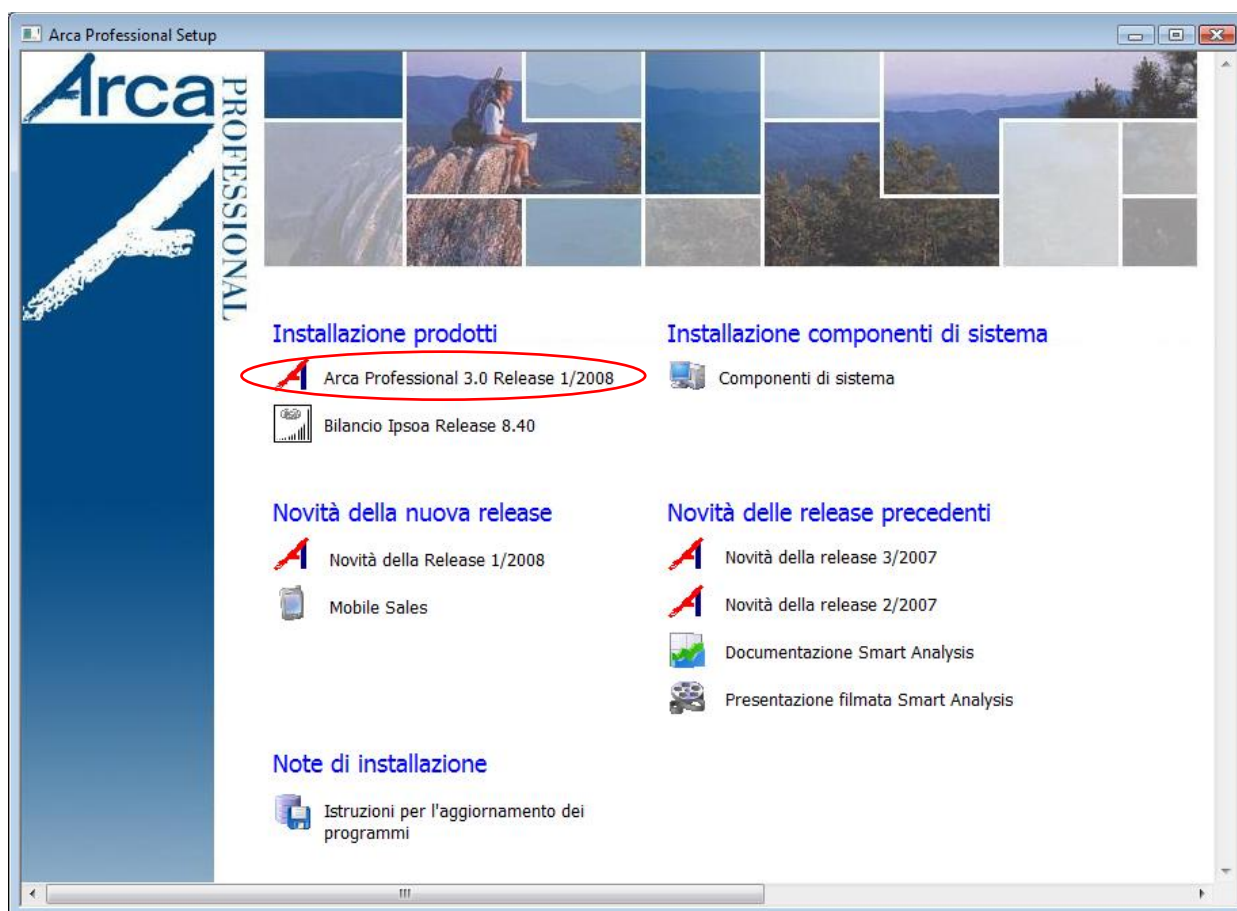 Arca Professional Setup
Arca
PROFESSIONAL
Installazione prodotti
Arca Professional 3.0 Release 1/2008
Bilancio Ipsoa Release 8.40
Installazione componenti di sistema
Componenti di sistema
Novità della nuova release
Novità della Release 1/2008
Mobile Sales
Novità delle release precedenti
Novità della release 3/2007
Novità della release 2/2007
Documentazione Smart Analysis
Presentazione filmata Smart Analysis
Note di installazione
Istruzioni per l'aggiornamento dei
programmi